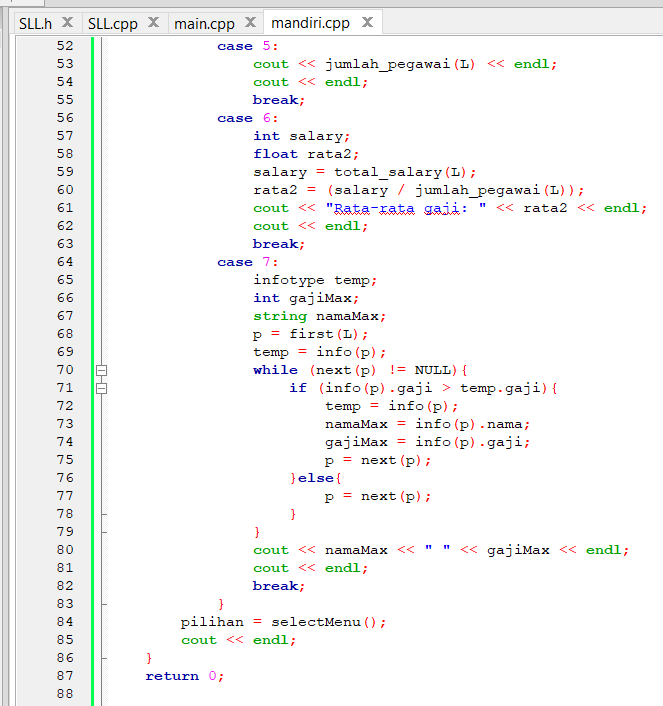 SLL.h X SLL.cpp X main.cpp X mandiri.cpp X
52 case 5:
53 cout << jumlah_pegawai(L) << endl;
54 cout << endl;
55 break;
56 case 6:
57 int salary;
58 float rata2;
59 salary = total_salary(L);
60 rata2 = (salary / jumlah_pegawai(L));
61 cout << "Rata-rata gaji: " << rata2 << endl;
62 cout << endl;
63 break;
64 case 7:
65 infotype temp;
66 int gajiMax;
67 string namaMax;
68 p = first(L);
69 temp = info(p);
70 while (next(p) != NULL){
71 if (info(p).gaji > temp.gaji){
72 temp = info(p);
73 namaMax = info(p).nama;
74 gajiMax = info(p).gaji;
75 p = next(p);
76 }else{
77 p = next(p);
78 }
79 }
80 cout << namaMax << " " << gajiMax << endl;
81 cout << endl;
82 break;
83 }
84 pilihan = selectMenu();
85 cout << endl;
86 }
87 return 0;
88